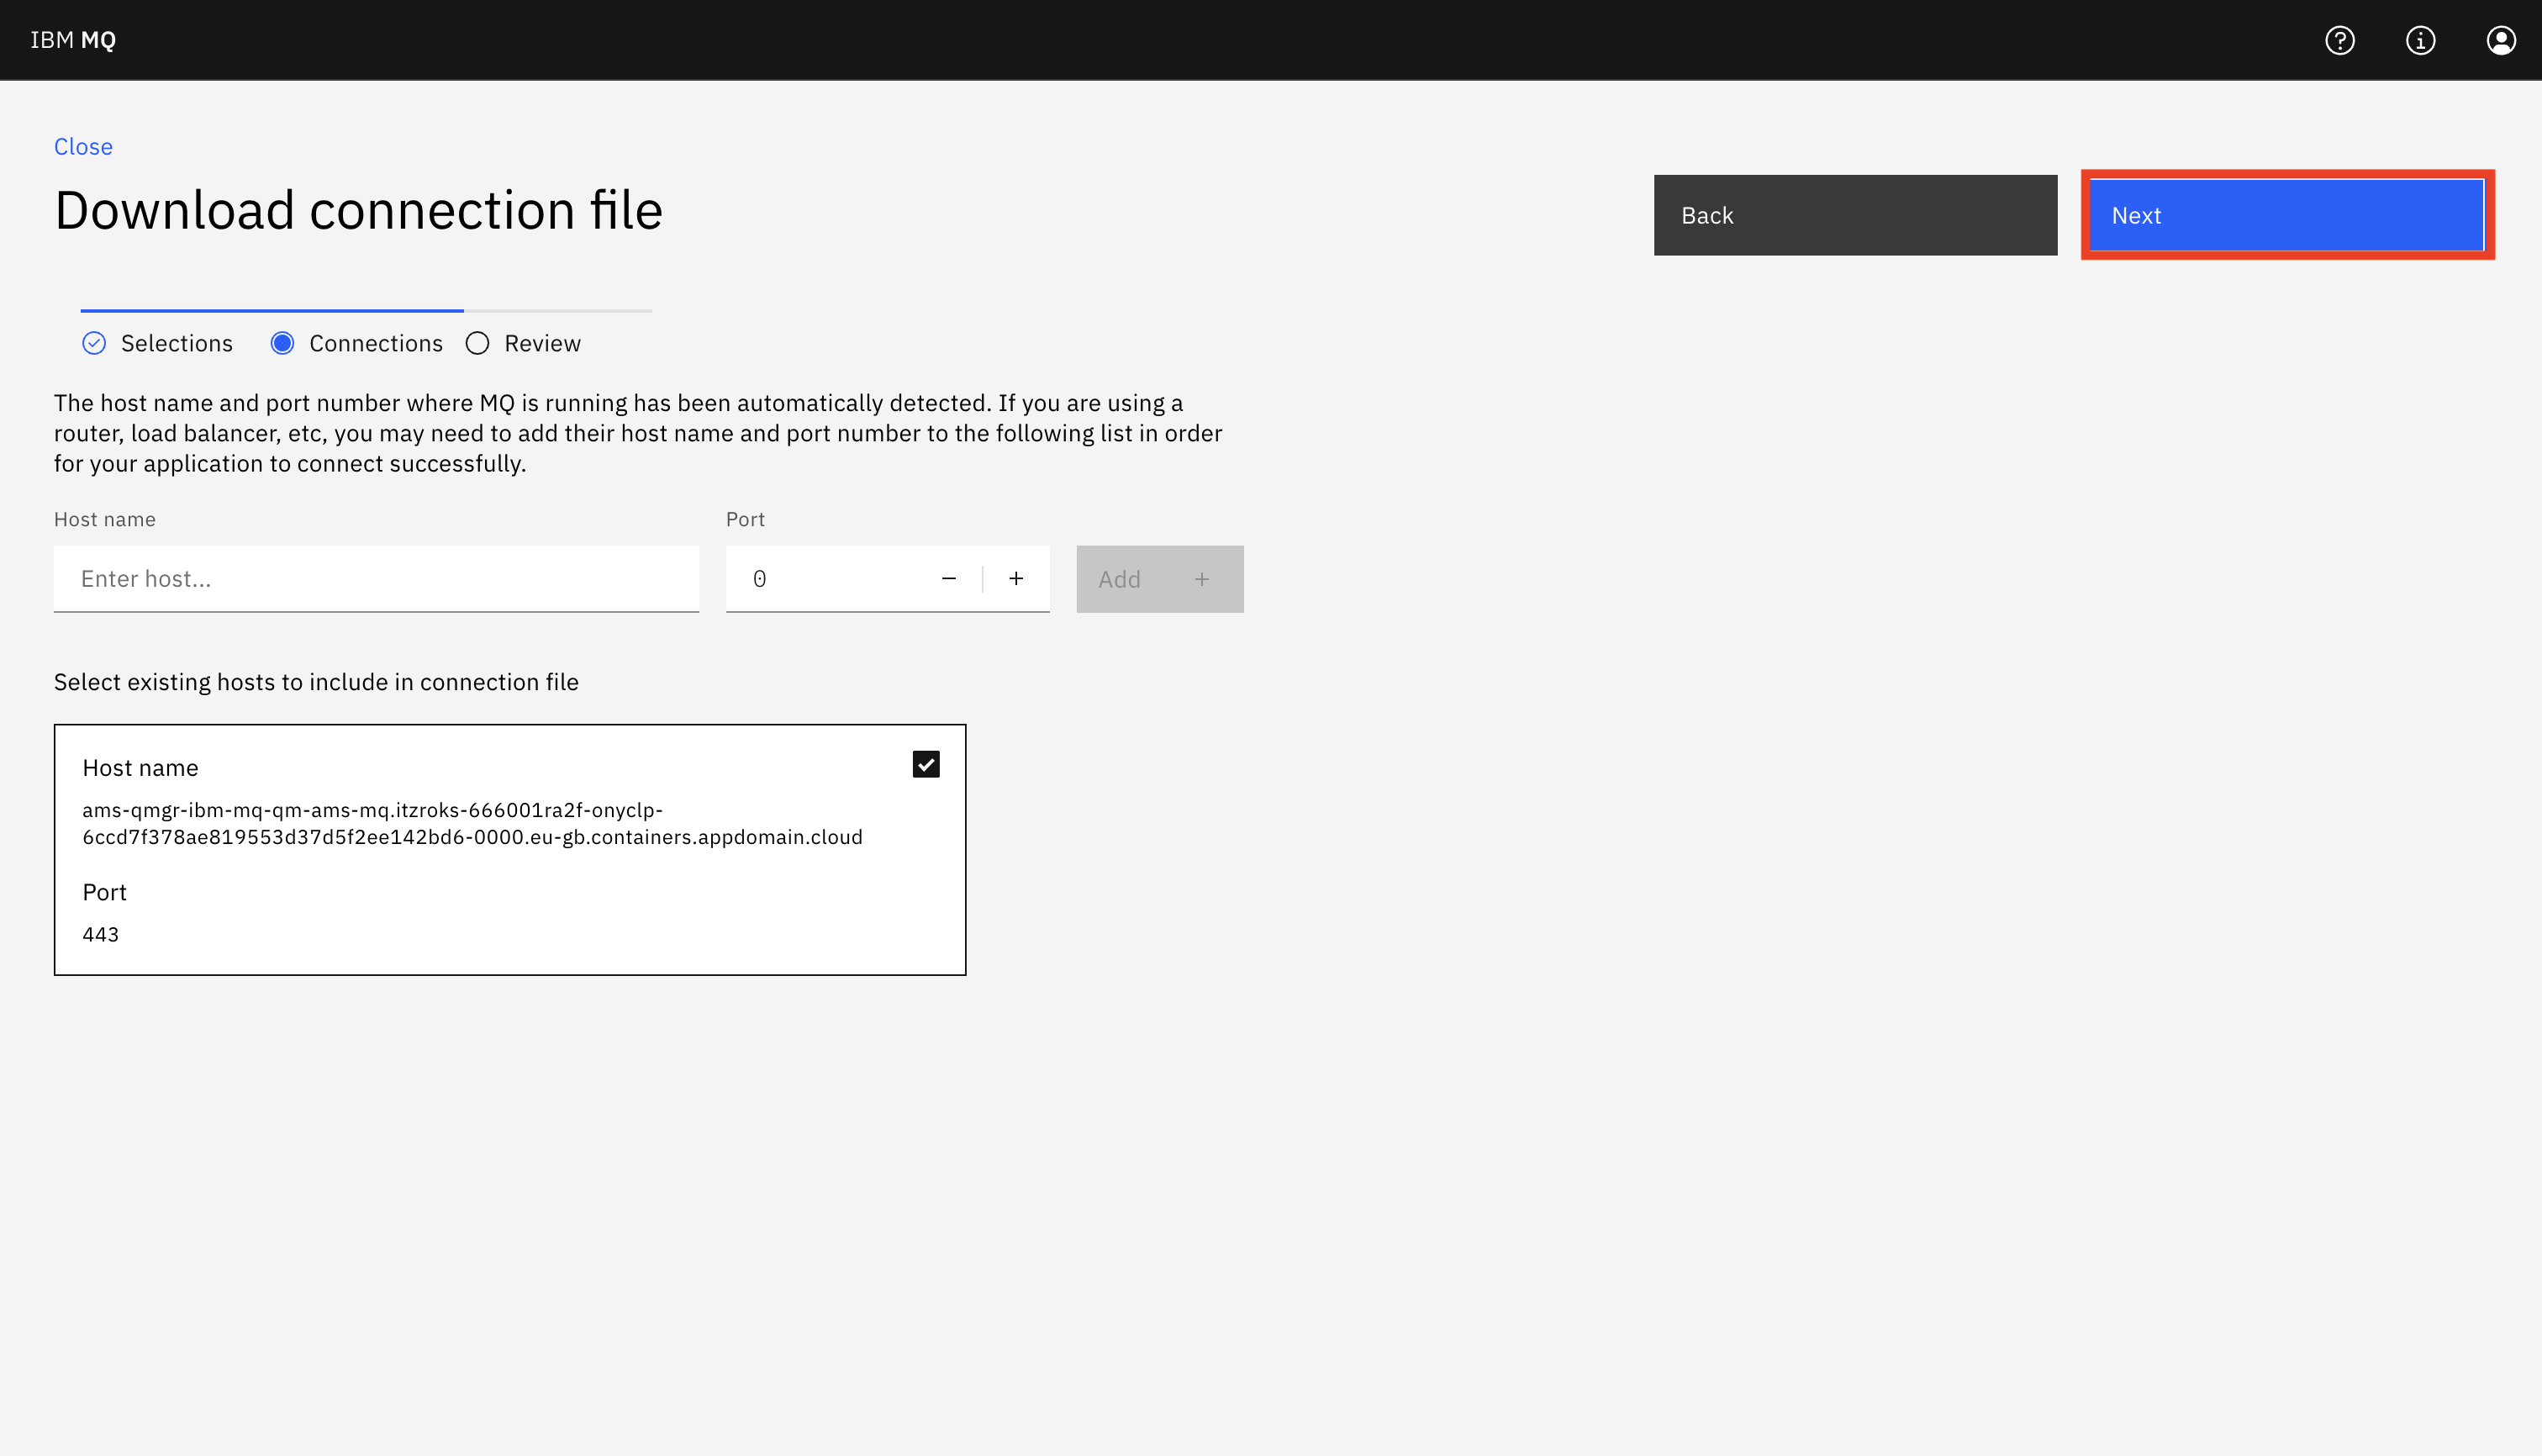 IBM MQ
Close
Download connection file
Back
Next
Selections
Connections
Review
The host name and port number where MQ is running has been automatically detected. If you are using a
router, load balancer, etc, you may need to add their host name and port number to the following list in order
for your application to connect successfully.
Host name
Port
Enter host...
0
Add
Select existing hosts to include in connection file
Host name
ams-qmgr-ibm-mq-qm-ams-mq.itzroks-666001ra2f-onyclp-
6ccd7f378ae819553d37d5f2ee142bd6-0000.eu-gb.containers.appdomain.cloud
Port
443